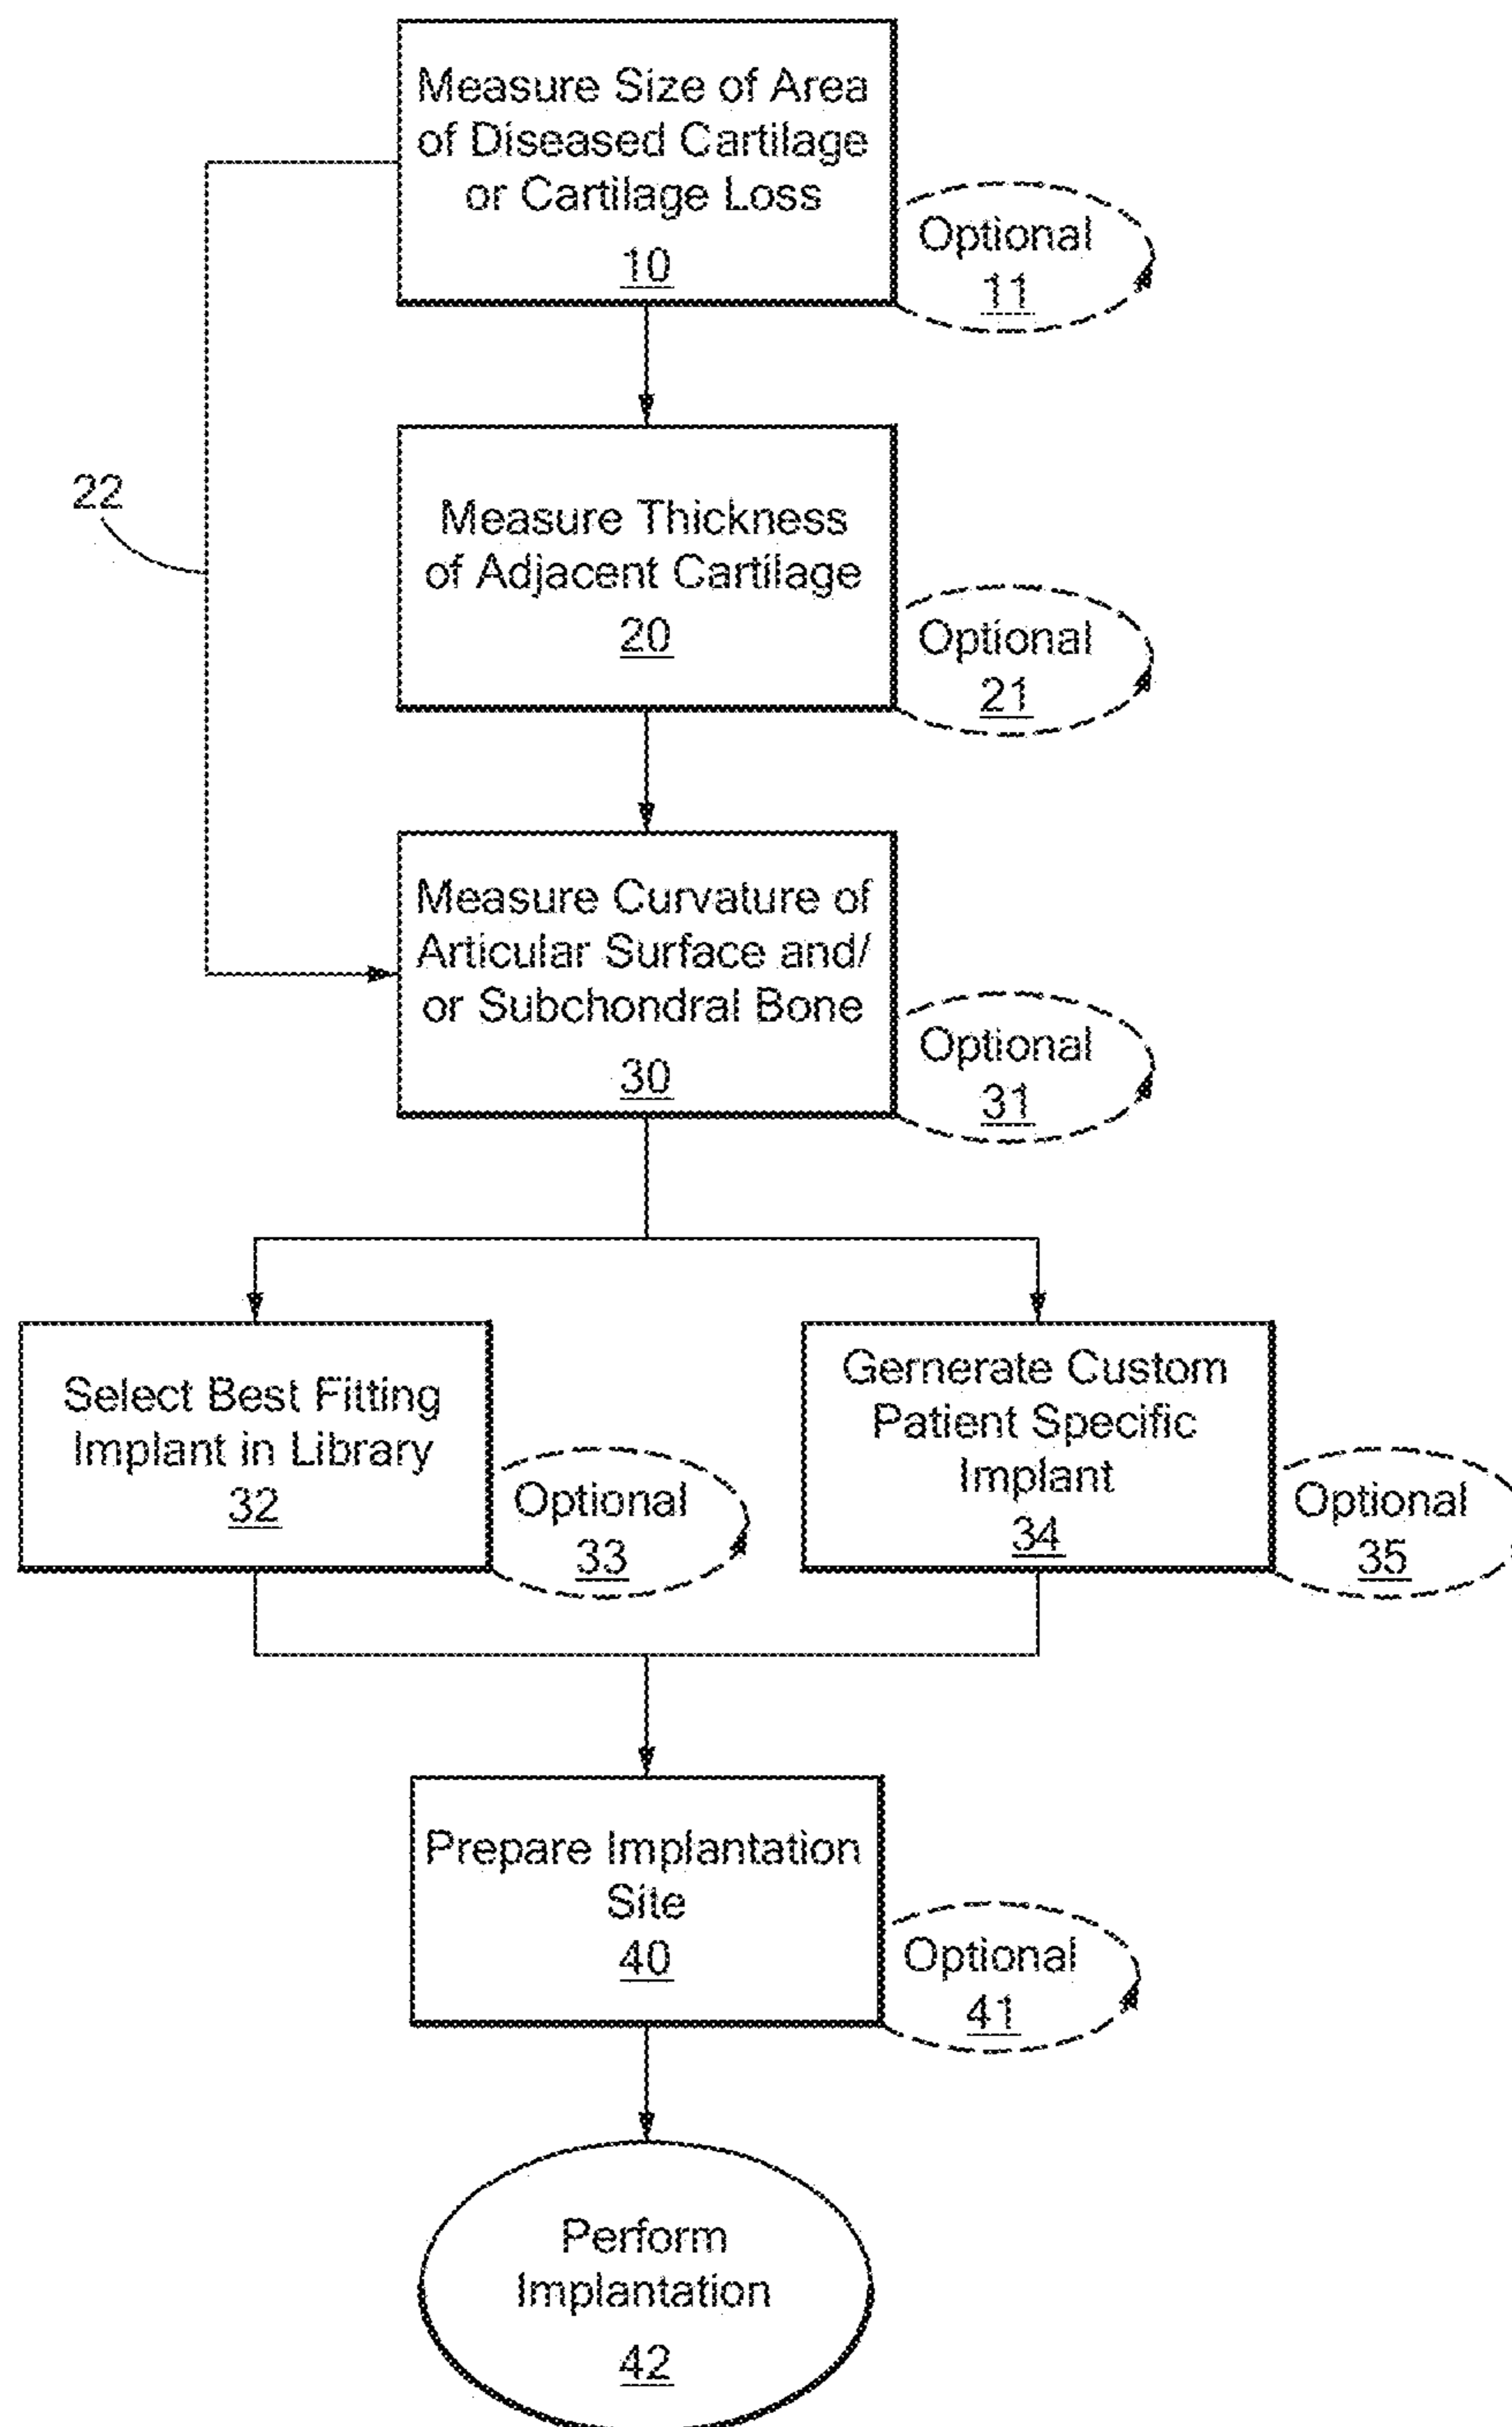 Measure Size of Area
of Diseased Cartilage
or Cartilage Loss
10
Optional
11
22
Measure Thickness
of Adjacent Cartilage
20
Optional
21
Measure Curvature of
Articular Surface and/
or Subchondral Bone
30
Optional
31
Select Best Fitting
Implant in Library
32
Optional
33
Gernerate Custom
Patient Specific
Implant
34
Optional
35
Prepare Implantation
Site
40
Optional
41
Perform
Implantation
42